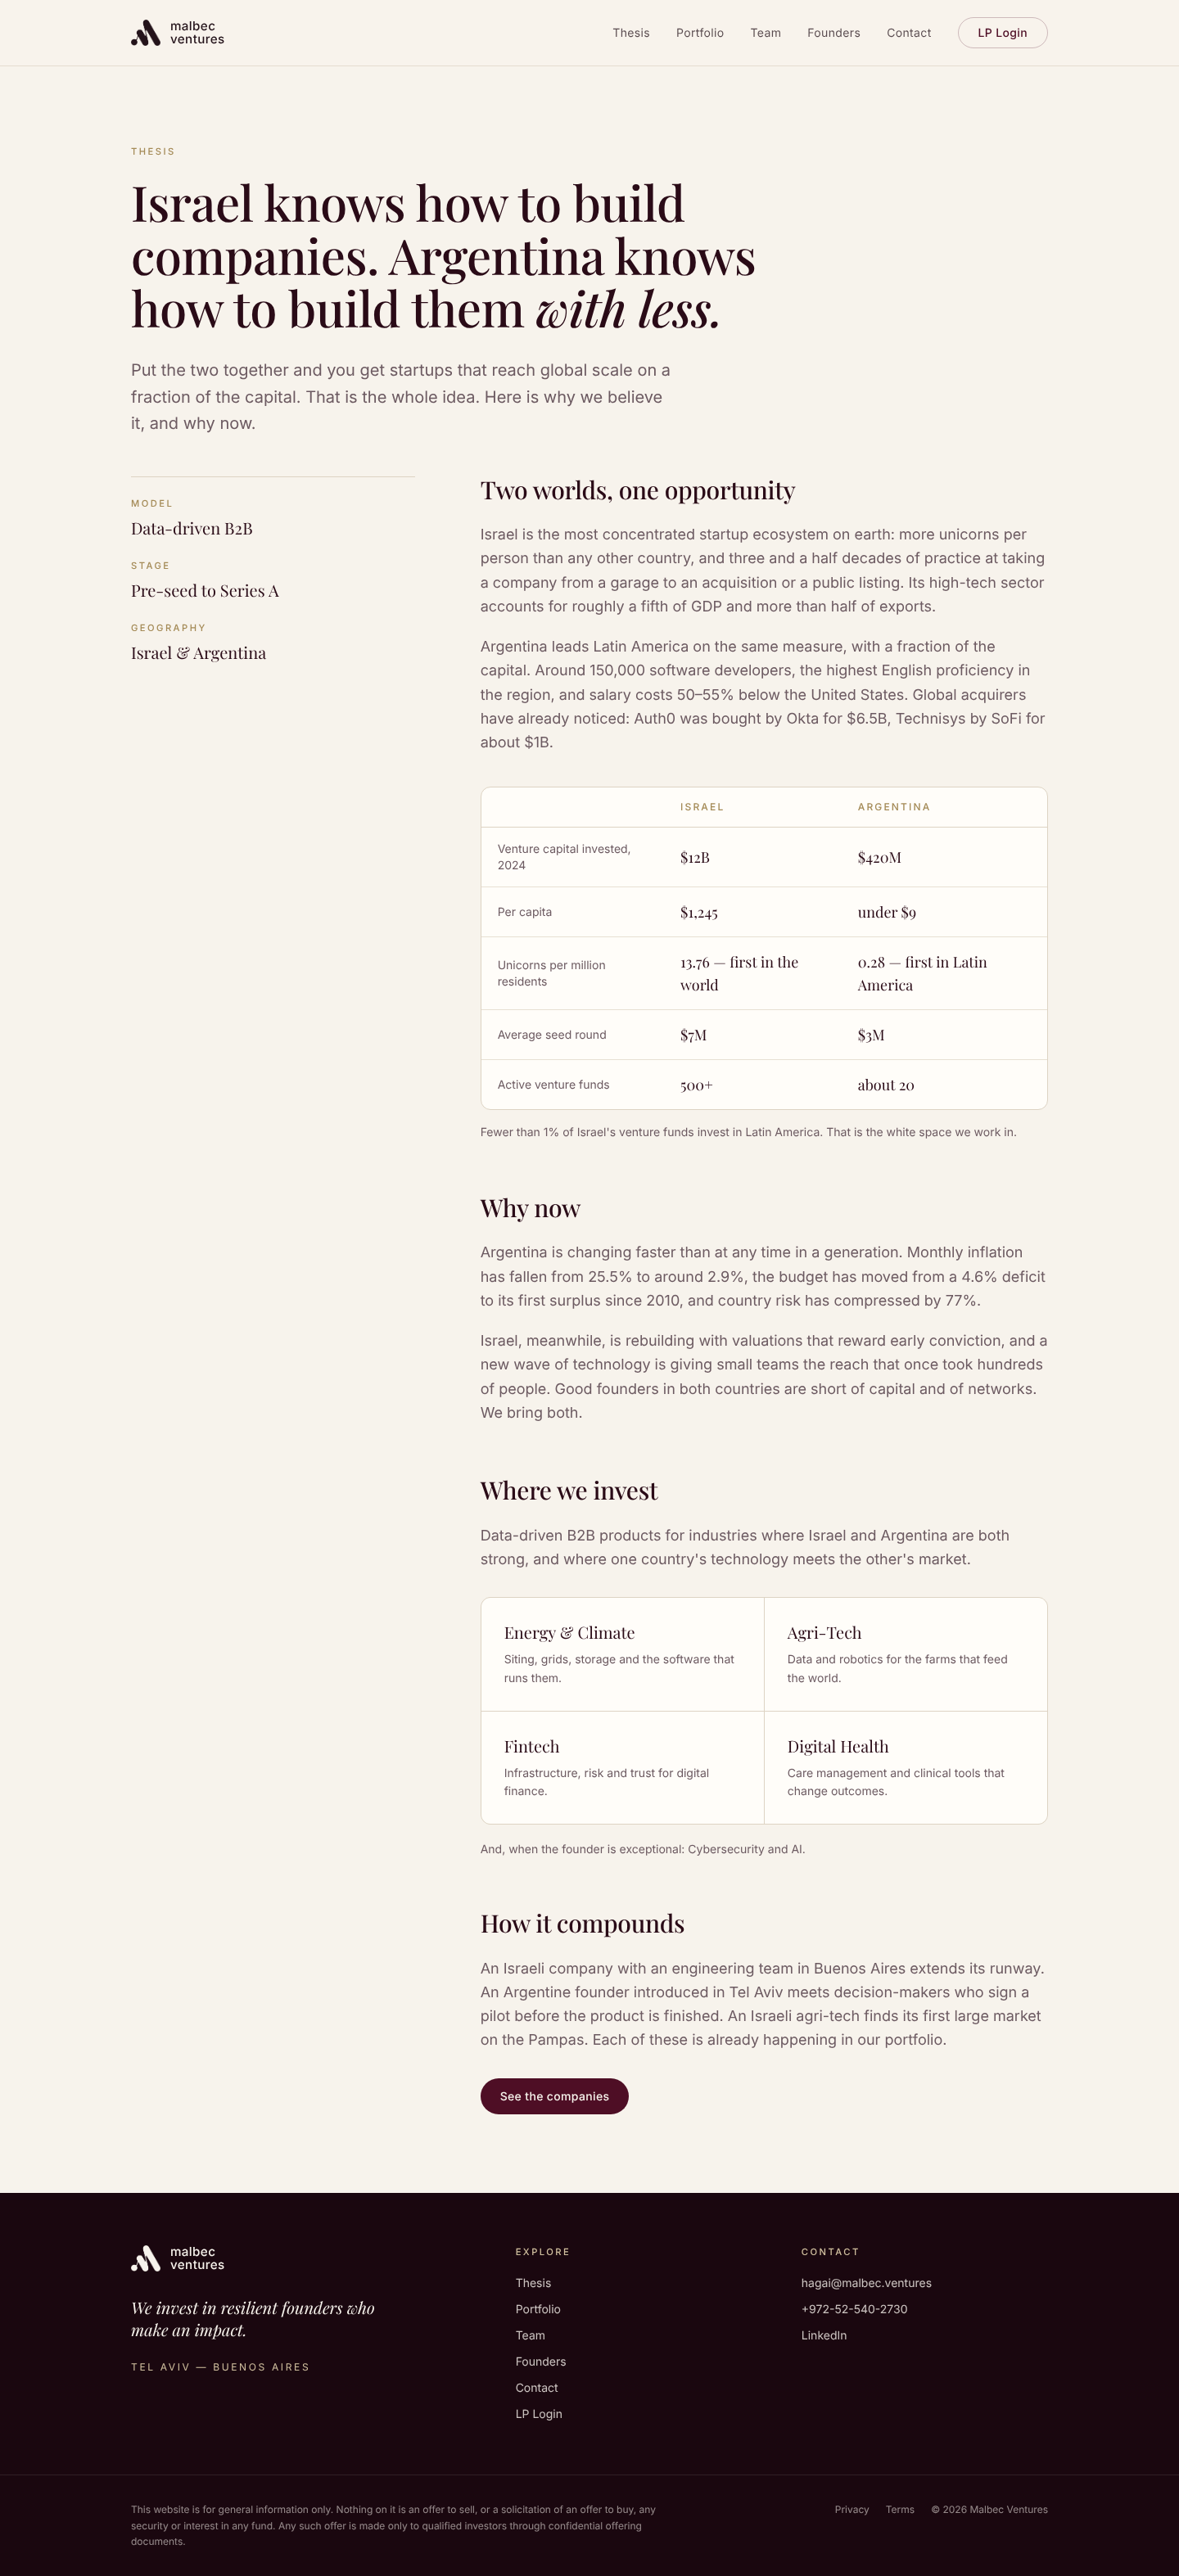 malbec
ventures
Thesis
Portfolio
Team
Founders
Contact
LP Login
THESIS
Israel knows how to build
companies. Argentina knows
how to build them with less.
Put the two together and you get startups that reach global scale on a
fraction of the capital. That is the whole idea. Here is why we believe
it, and why now.
MODEL
Data-driven B2B
STAGE
Pre-seed to Series A
GEOGRAPHY
Israel & Argentina
Two worlds, one opportunity
Israel is the most concentrated startup ecosystem on earth: more unicorns per
person than any other country, and three and a half decades of practice at taking
a company from a garage to an acquisition or a public listing. Its high-tech sector
accounts for roughly a fifth of GDP and more than half of exports.
Argentina leads Latin America on the same measure, with a fraction of the
capital. Around 150,000 software developers, the highest English proficiency in
the region, and salary costs 50–55% below the United States. Global acquirers
have already noticed: Auth0 was bought by Okta for $6.5B, Technisys by SoFi for
about $1B.
ISRAEL
ARGENTINA
Venture capital invested,
2024
$12B
$420M
Per capita
$1,245
under $9
Unicorns per million
residents
13.76 — first in the
world
0.28 — first in Latin
America
Average seed round
$7M
$3M
Active venture funds
500+
about 20
Fewer than 1% of Israel's venture funds invest in Latin America. That is the white space we work in.
Why now
Argentina is changing faster than at any time in a generation. Monthly inflation
has fallen from 25.5% to around 2.9%, the budget has moved from a 4.6% deficit
to its first surplus since 2010, and country risk has compressed by 77%.
Israel, meanwhile, is rebuilding with valuations that reward early conviction, and a
new wave of technology is giving small teams the reach that once took hundreds
of people. Good founders in both countries are short of capital and of networks.
We bring both.
Where we invest
Data-driven B2B products for industries where Israel and Argentina are both
strong, and where one country's technology meets the other's market.
Energy & Climate
Siting, grids, storage and the software that
runs them.
Agri-Tech
Data and robotics for the farms that feed
the world.
Fintech
Infrastructure, risk and trust for digital
finance.
Digital Health
Care management and clinical tools that
change outcomes.
And, when the founder is exceptional: Cybersecurity and AI.
How it compounds
An Israeli company with an engineering team in Buenos Aires extends its runway.
An Argentine founder introduced in Tel Aviv meets decision-makers who sign a
pilot before the product is finished. An Israeli agri-tech finds its first large market
on the Pampas. Each of these is already happening in our portfolio.
See the companies
malbec
ventures
We invest in resilient founders who
make an impact.
TEL AVIV — BUENOS AIRES
EXPLORE
Thesis
Portfolio
Team
Founders
Contact
LP Login
CONTACT
hagai@malbec.ventures
+972-52-540-2730
LinkedIn
This website is for general information only. Nothing on it is an offer to sell, or a solicitation of an offer to buy, any
security or interest in any fund. Any such offer is made only to qualified investors through confidential offering
documents.
Privacy
Terms
© 2026 Malbec Ventures